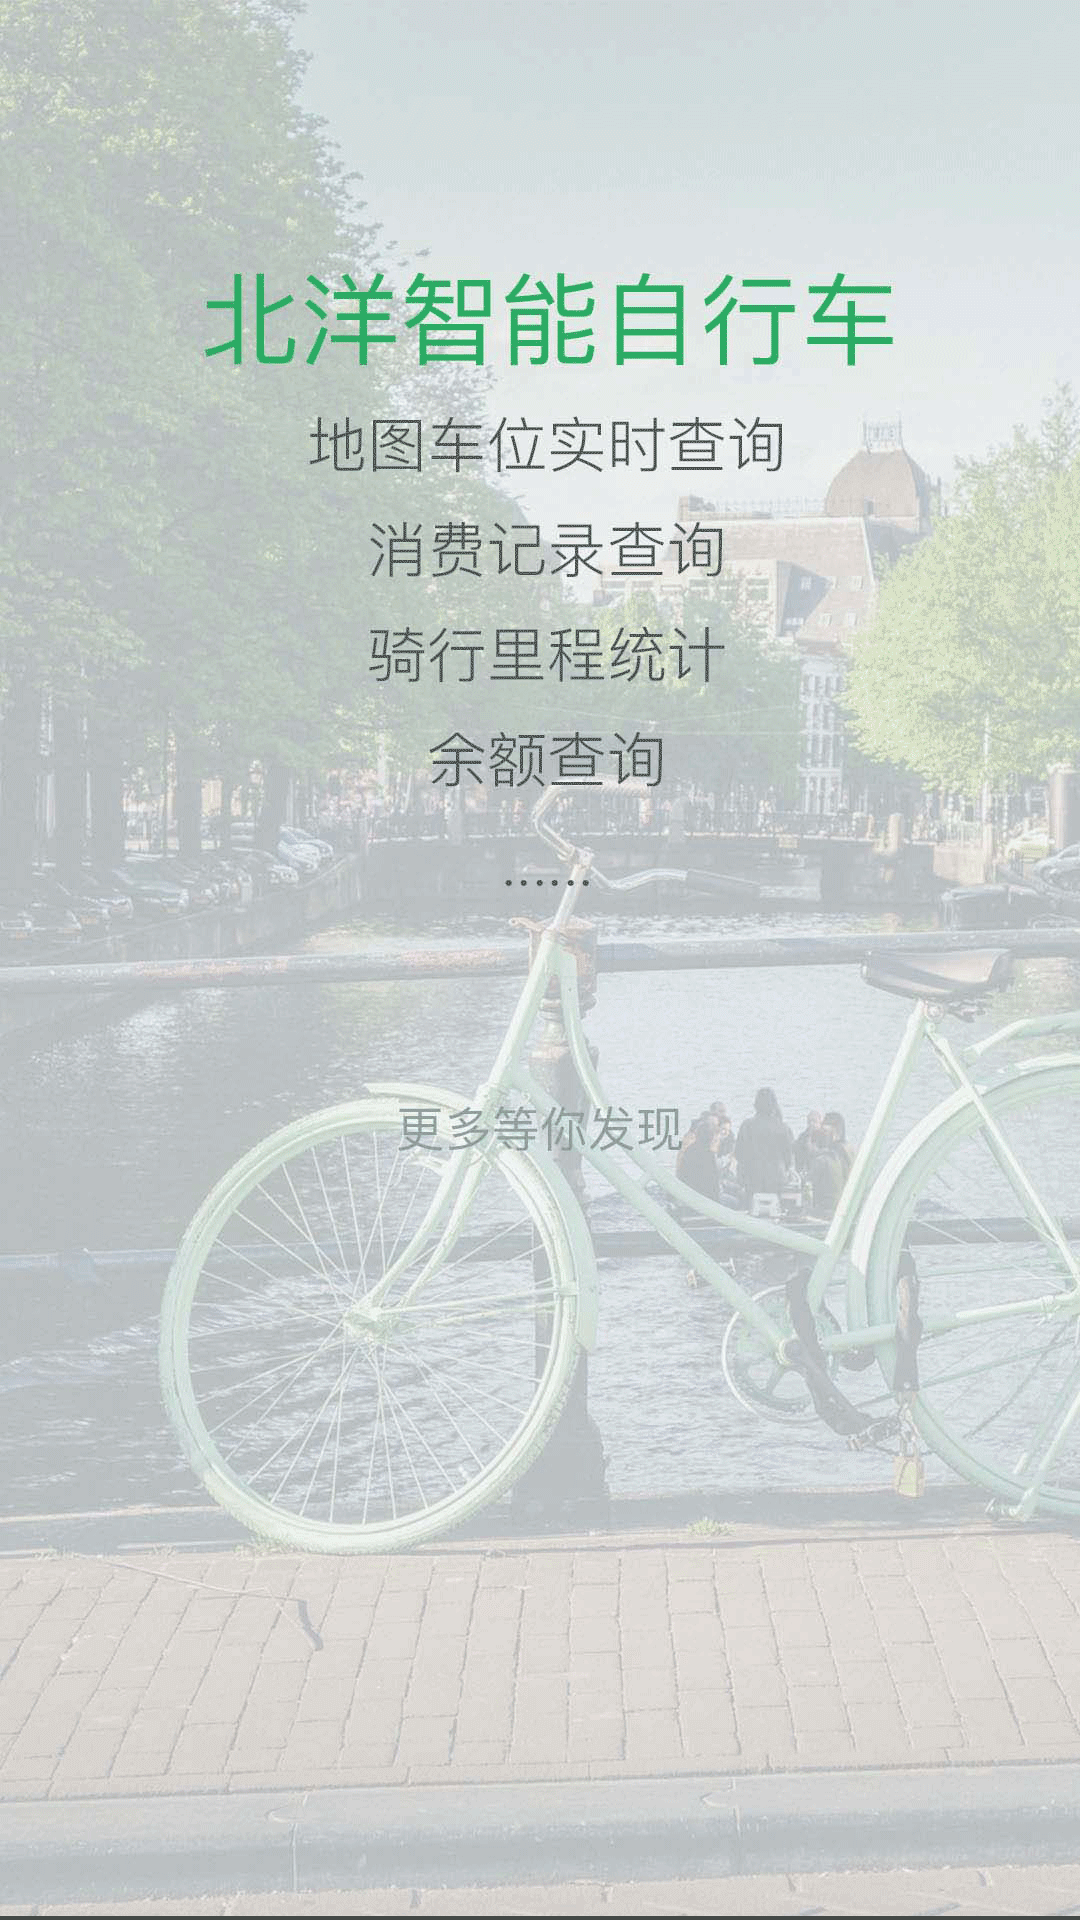 北洋智能自行车
地图车位实时查询
消费记录查询
骑行里程统计
余额查询
……
更多等你发现